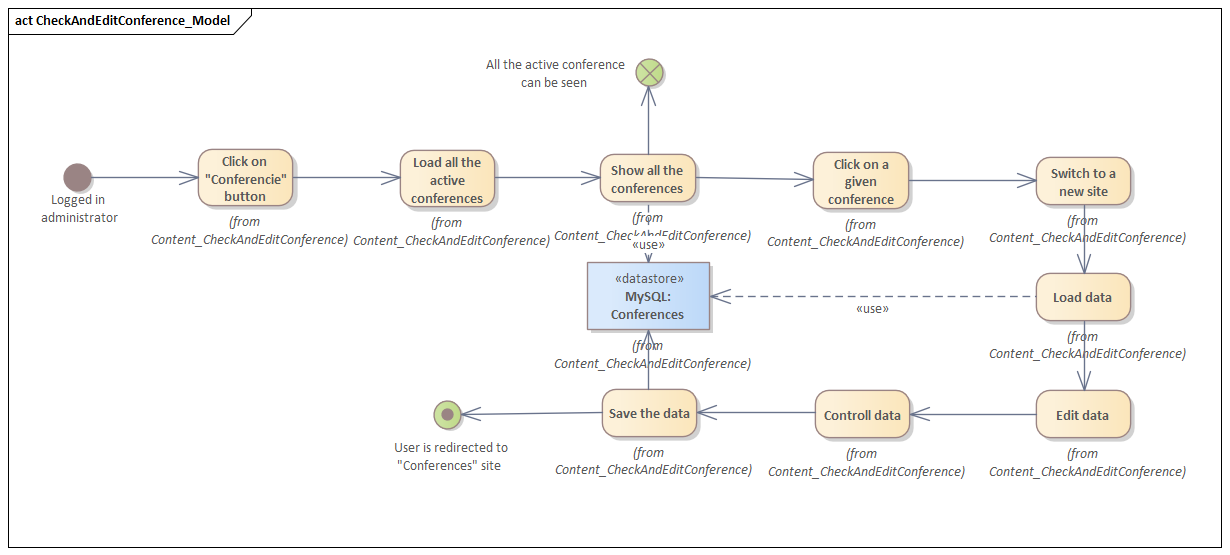 act CheckAndEditConference_Model
All the active conference
can be seen
Logged in
administrator
Click on
"Conferencie"
button
(from
Content_CheckAndEditConference)
Load all the
active
conferences
(from
Content_CheckAndEditConference)
Show all the
conferences
(from
Content_CheckAndEditConference)
«use»
Click on a
given
conference
(from
Content_CheckAndEditConference)
Switch to a
new site
(from
Content_CheckAndEditConference)
«datastore»
MySQL:
Conferences
(from
Content_CheckAndEditConference)
«use»
Load data
(from
Content_CheckAndEditConference)
User is redirected to
"Conferences" site
Save the data
(from
Content_CheckAndEditConference)
Controll data
(from
Content_CheckAndEditConference)
Edit data
(from
Content_CheckAndEditConference)